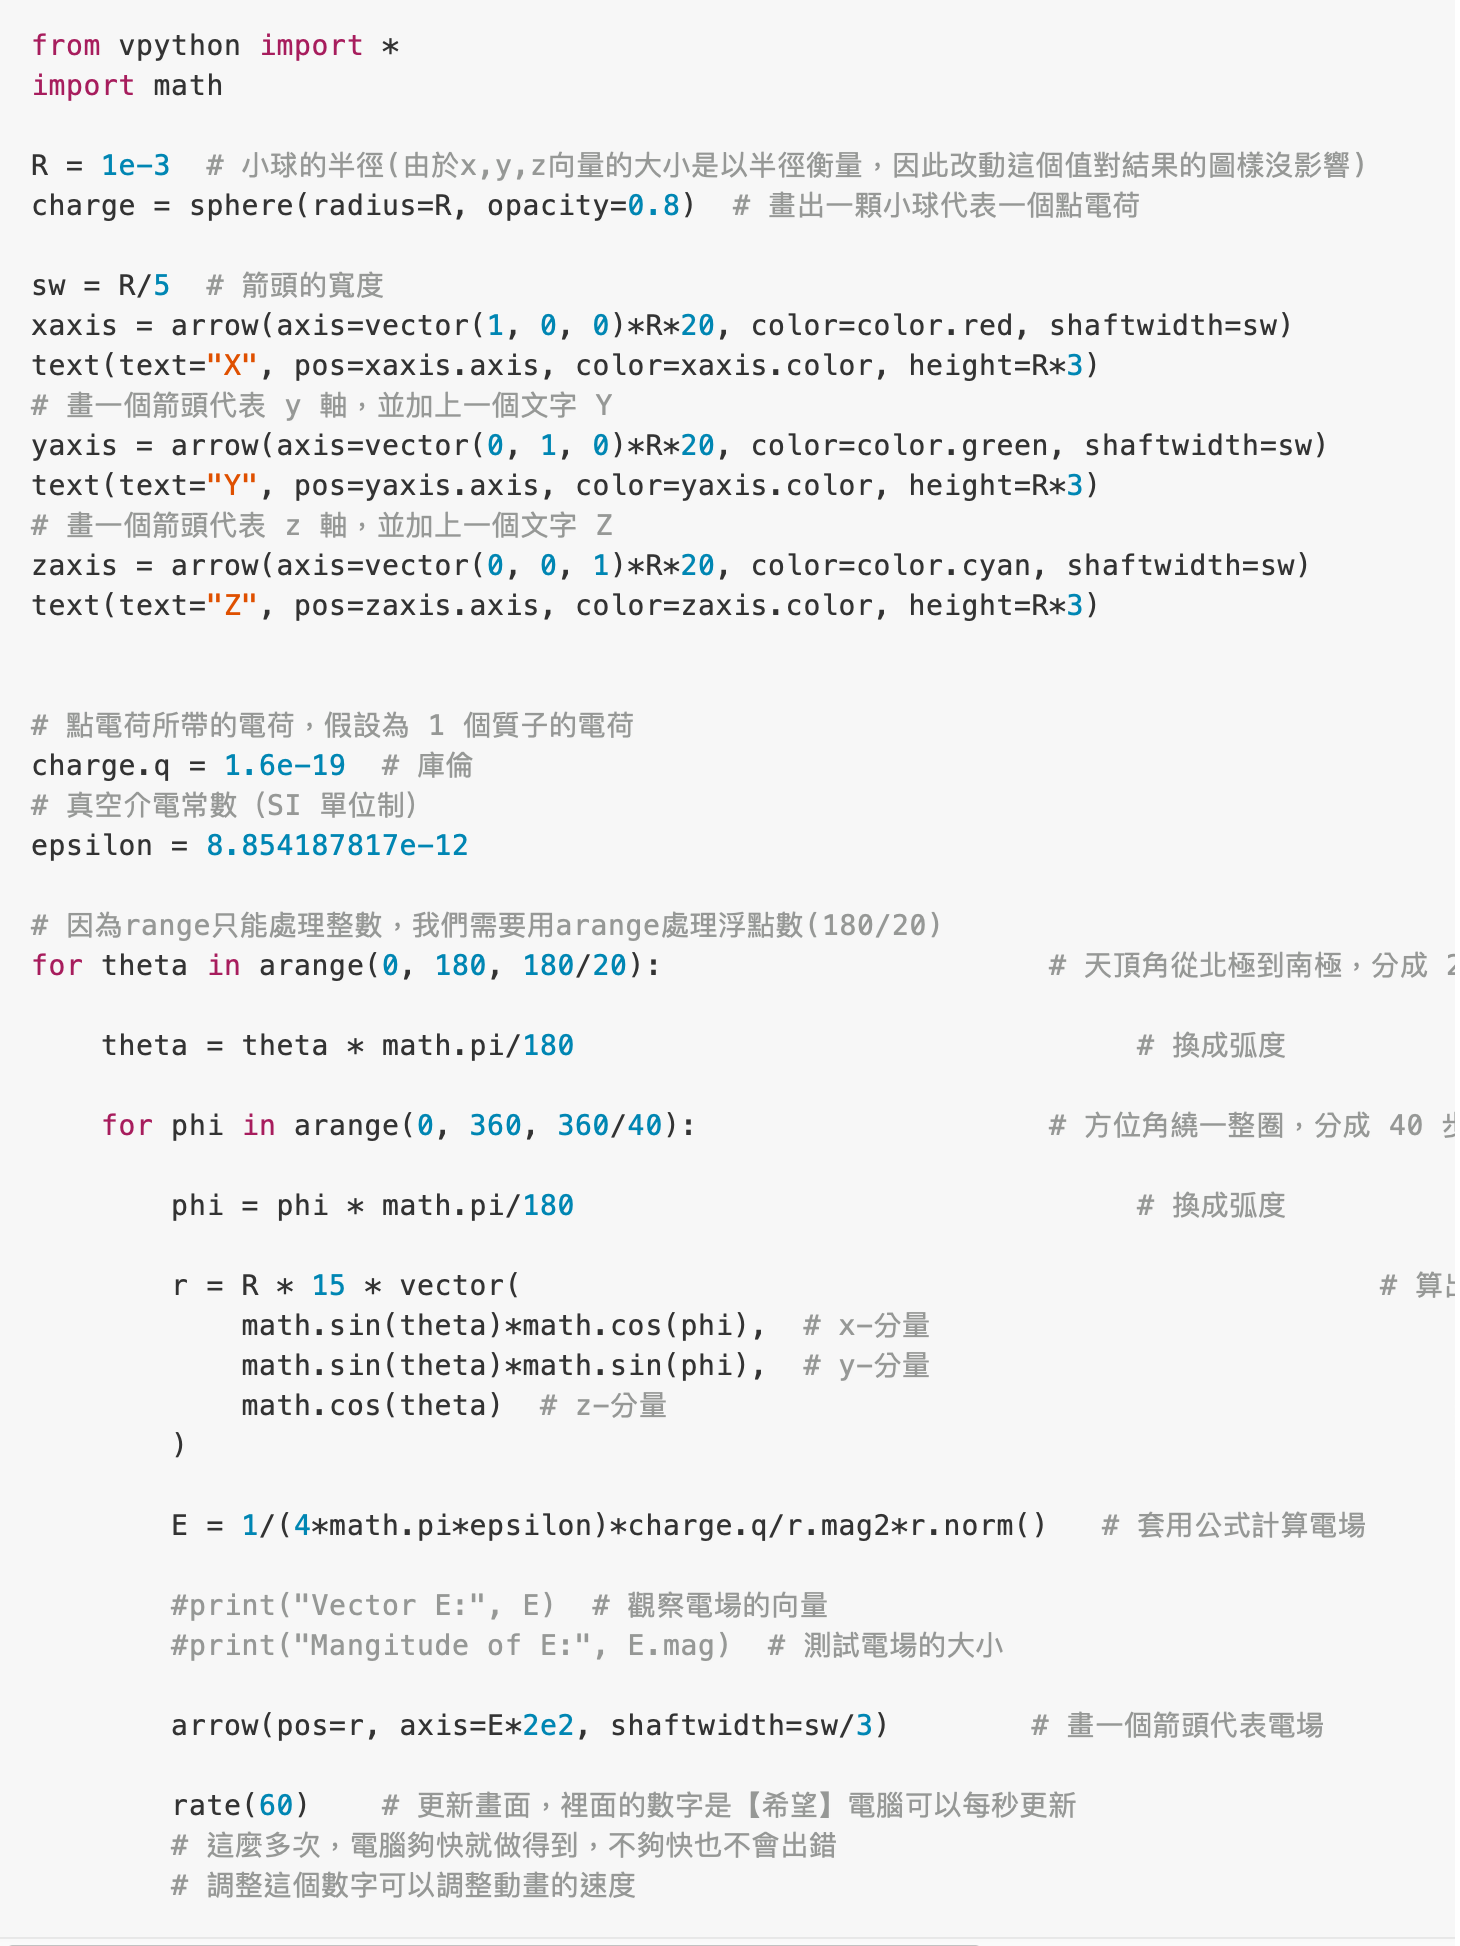 from vpython import *
import math
R = 1e-3  # 小球的半徑(由於x,y,z向量的大小是以半徑衡量，因此改動這個值對結果的圖樣沒影響)
charge = sphere(radius=R, opacity=0.8)  # 畫出一顆小球代表一個點電荷
sw = R/5  # 箭頭的寬度
xaxis = arrow(axis=vector(1, 0, 0)*R*20, color=color.red, shaftwidth=sw)
text(text="X", pos=xaxis.axis, color=xaxis.color, height=R*3)
# 畫一個箭頭代表 y 軸，並加上一個文字 Y
yaxis = arrow(axis=vector(0, 1, 0)*R*20, color=color.green, shaftwidth=sw)
text(text="Y", pos=yaxis.axis, color=yaxis.color, height=R*3)
# 畫一個箭頭代表 z 軸，並加上一個文字 Z
zaxis = arrow(axis=vector(0, 0, 1)*R*20, color=color.cyan, shaftwidth=sw)
text(text="Z", pos=zaxis.axis, color=zaxis.color, height=R*3)
# 點電荷所帶的電荷，假設為 1 個質子的電荷
charge.q = 1.6e-19  # 庫倫
# 真空介電常數（SI 單位制）
epsilon = 8.854187817e-12
# 因為range只能處理整數，我們需要用arange處理浮點數(180/20)
for theta in arange(0, 180, 180/20):  # 天頂角從北極到南極，分成
theta = theta * math.pi/180  # 換成弧度
for phi in arange(0, 360, 360/40):  # 方位角繞一整圈，分成 40
phi = phi * math.pi/180  # 換成弧度
r = R * 15 * vector(  # 算
math.sin(theta)*math.cos(phi),  # x-分量
math.sin(theta)*math.sin(phi),  # y-分量
math.cos(theta)  # z-分量
)
E = 1/(4*math.pi*epsilon)*charge.q/r.mag2*r.norm()   # 套用公式計算電場
#print("Vector E:", E)  # 觀察電場的向量
#print("Mangitude of E:", E.mag)  # 測試電場的大小
arrow(pos=r, axis=E*2e2, shaftwidth=sw/3)  # 畫一個箭頭代表電場
rate(60)    # 更新畫面，裡面的數字是【希望】電腦可以每秒更新
# 這麼多次，電腦夠快就做得到，不夠快也不會出錯
# 調整這個數字可以調整動畫的速度